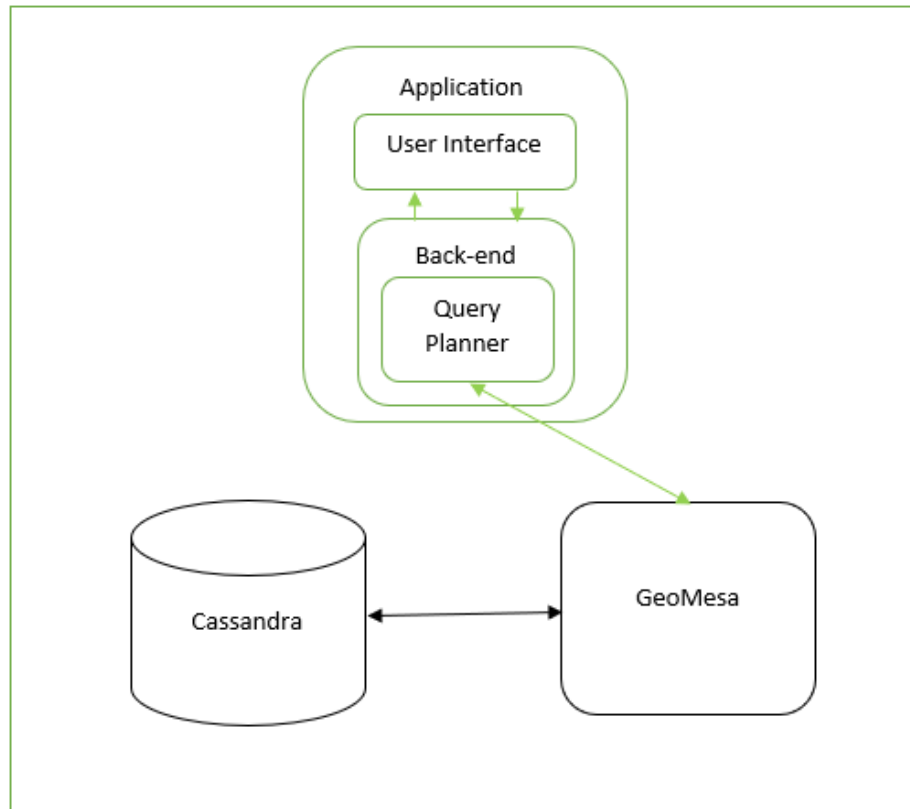 Application
User Interface
Back-end
Query
Planner
Cassandra
GeoMesa